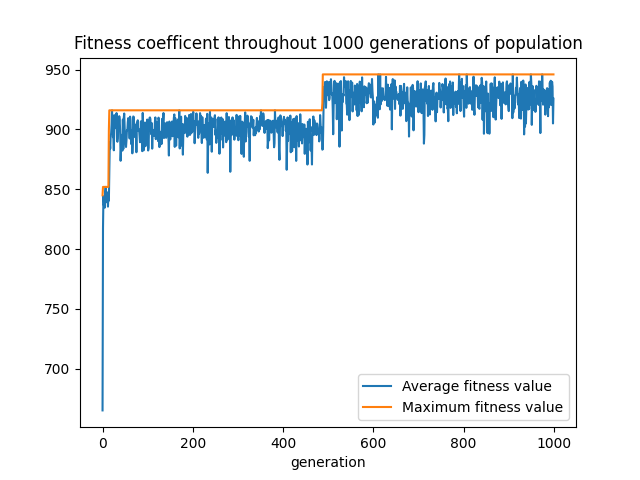 Fitness coefficent throughout 1000 generations of population
950
900
850
800
750
700
Average fitness value
Maximum fitness value
0 200 400 600 800 1000
generation